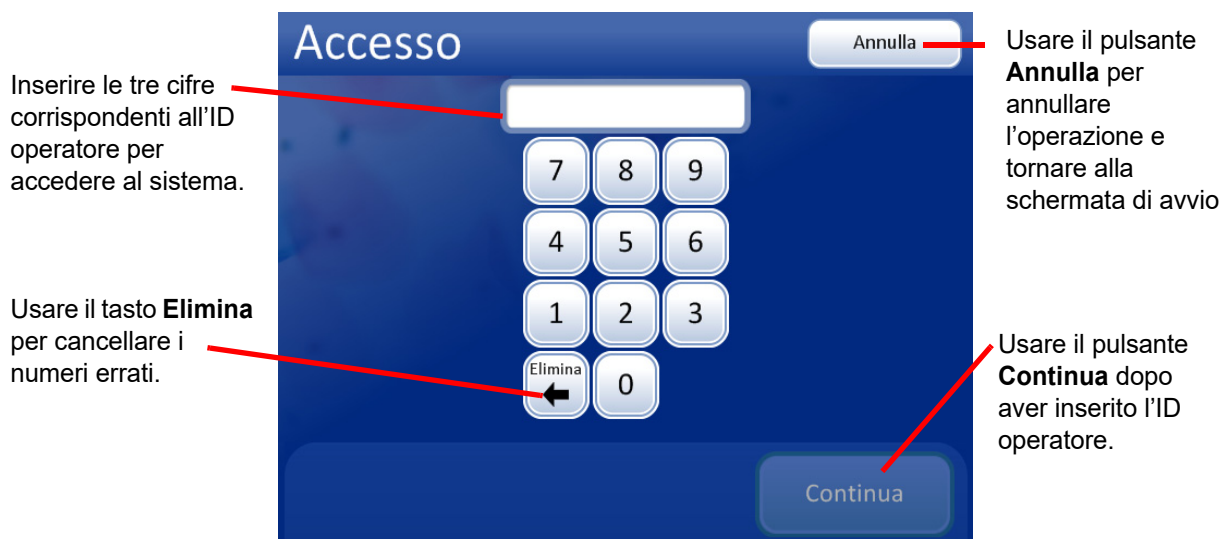 Accesso
Annulla
Inserire le tre cifre
corrispondenti all'ID
operatore per
accedere al sistema.
Usare il pulsante
Annulla per
annullare
l'operazione e
tornare alla
schermata di avvio
7 8 9
4 5 6
1 2 3
Elimina
0
Usare il tasto Elimina
per cancellare i
numeri errati.
Usare il pulsante
Continua dopo
aver inserito l'ID
operatore.
Continua